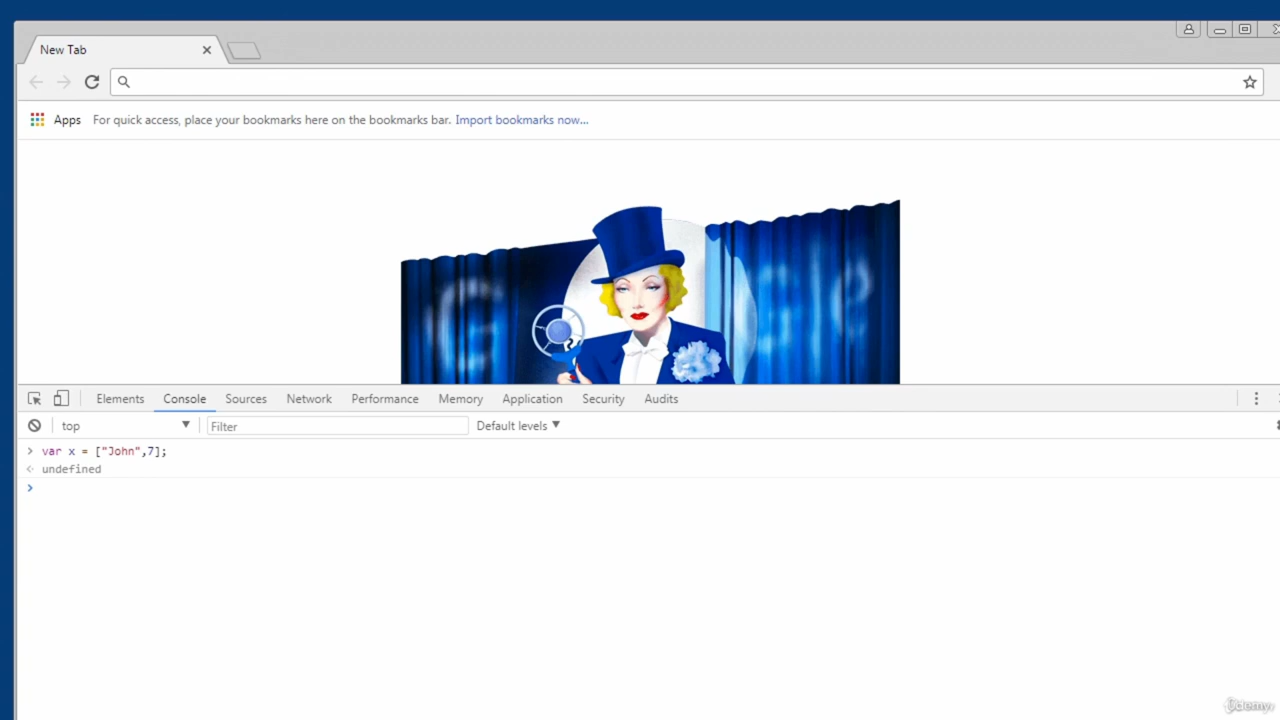 New Tab
Apps For quick access, place your bookmarks here on the bookmarks bar. Import bookmarks now...
G g l e
Elements Console Sources Network Performance Memory Application Security Audits
top Filter Default levels
> var x = ["John",7];
undefined
>
ûdemy